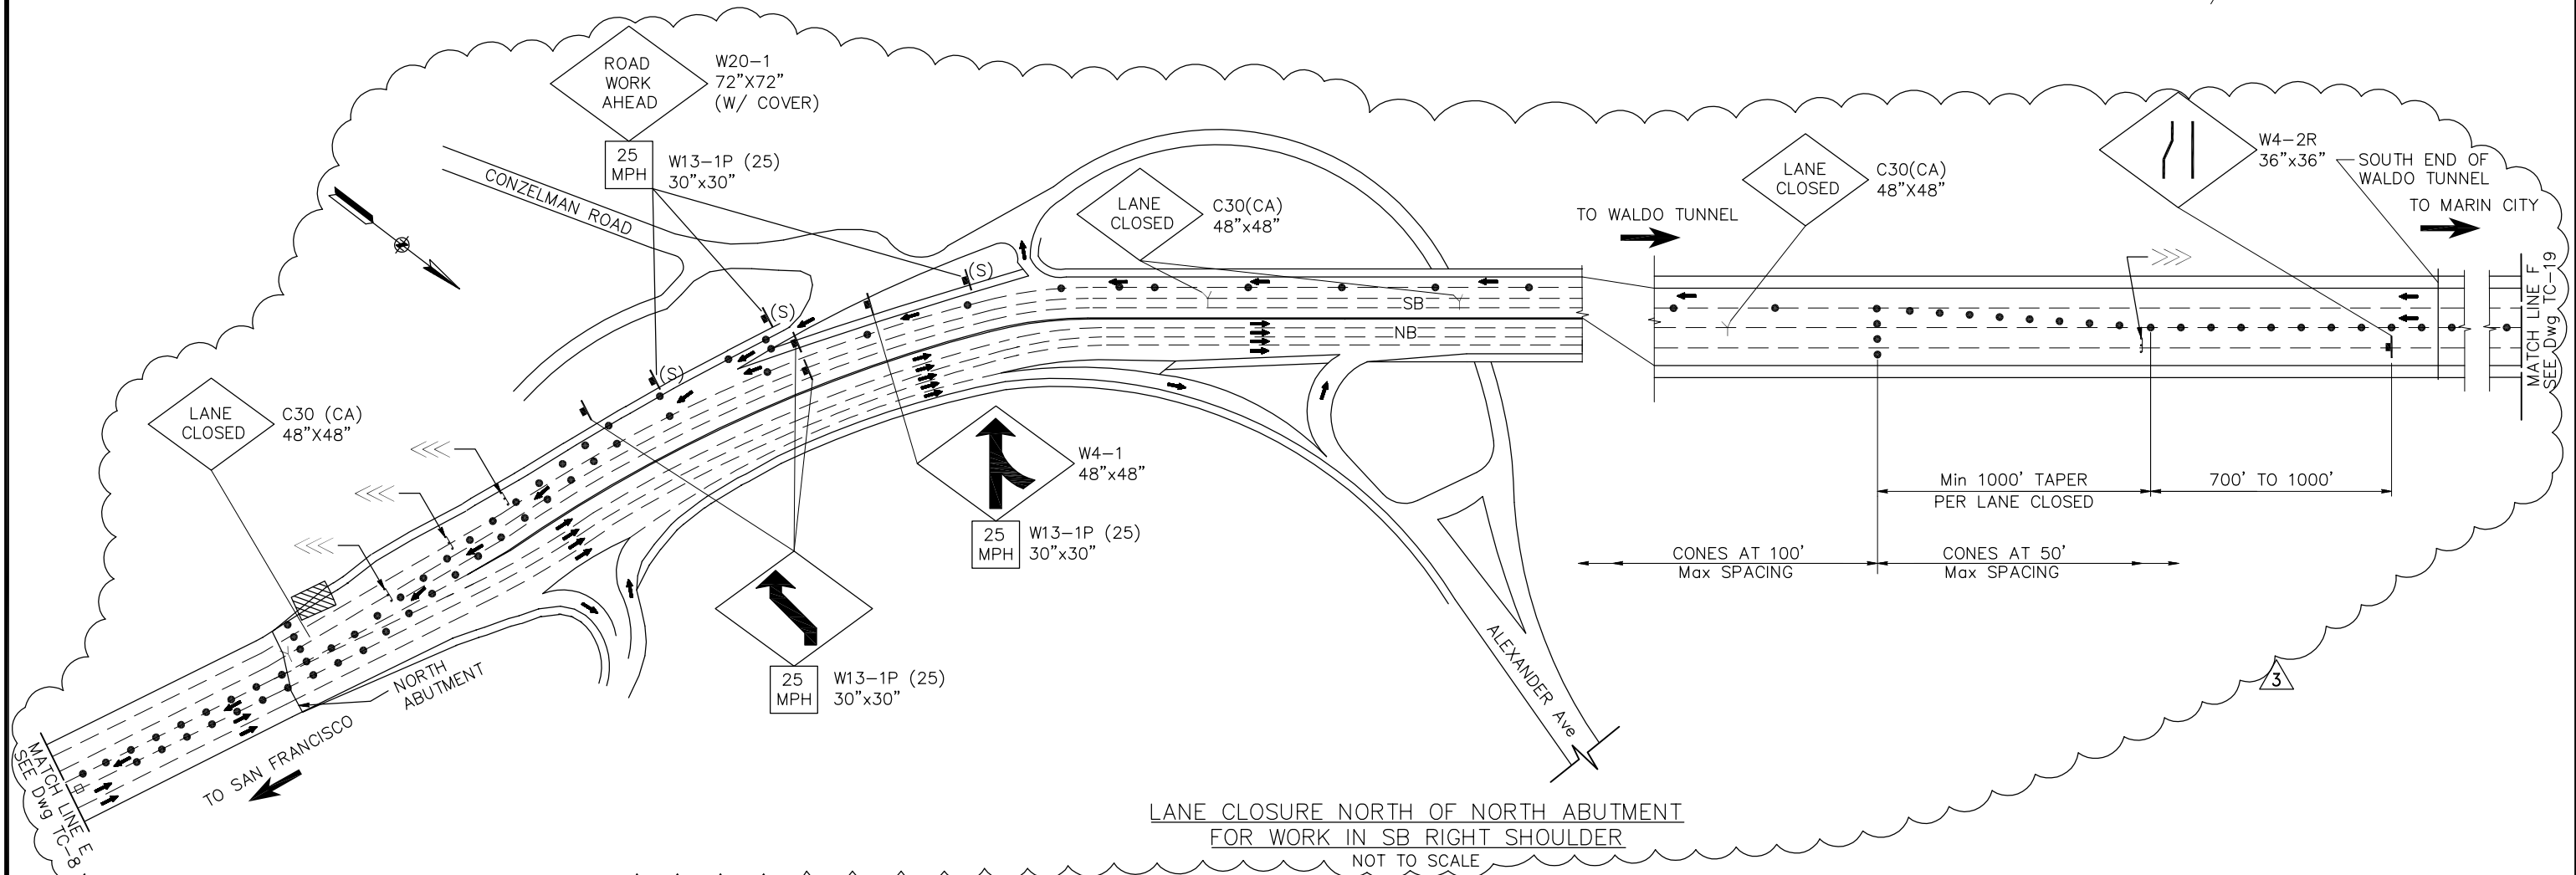 ROAD
WORK
AHEAD
W20-1
72"X72"
(W/ COVER)
25
MPH
W13-1P (25)
30"x30"
CONZELMAN ROAD
(S)
(S)
(S)
LANE
CLOSED
C30(CA)
48"x48"
SB
NB
TO WALDO TUNNEL
LANE
CLOSED
C30(CA)
48"X48"
W4-2R
36"x36"
SOUTH END OF
WALDO TUNNEL
TO MARIN CITY
MATCH LINE F
SEE Dwg TC-19
LANE
CLOSED
C30 (CA)
48"X48"
W4-1
48"x48"
25
MPH
W13-1P (25)
30"x30"
25
MPH
W13-1P (25)
30"x30"
Min 1000' TAPER
PER LANE CLOSED
700' TO 1000'
CONES AT 100'
Max SPACING
CONES AT 50'
Max SPACING
ALEXANDER Ave
NORTH
ABUTMENT
TO SAN FRANCISCO
MATCH LINE E
SEE Dwg TC-8
3
LANE CLOSURE NORTH OF NORTH ABUTMENT
FOR WORK IN SB RIGHT SHOULDER
NOT TO SCALE